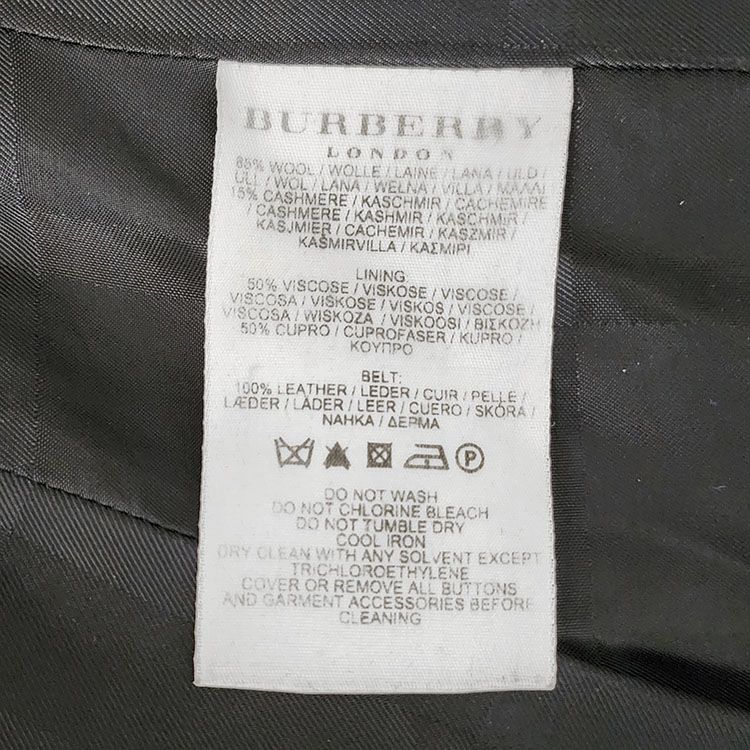 BURBERRY
LONDON
85% WOOL / WOLLE / LAINE / LANA / ULD /
ULL / WOL / LANA / WEŁNA / VILLA / ΜΑΛΛΙ
15% CASHMERE / KASCHMIR / CACHEMIRE
/ CASHMERE / KASHMIR / KASCHMIR /
KASJMIER / CACHEMIR / KASZMIR /
KAŠMIRVILLA / ΚΑΣΜΙΡΙ
LINING:
50% VISCOSE / VISKOSE / VISCOSE /
VISCOSA / VISKOSE / VISKOS / VISCOSE /
VISCOSA / WISKOZA / VISKOOSI / ΒΙΣΚΟΖΗ
50% CUPRO / CUPROFASER / KUPRO /
ΚΟΥΠΡΟ
BELT:
100% LEATHER / LEDER / CUIR / PELLE /
LÆDER / LÄDER / LEER / CUERO / SKÓRA /
NAHKA / ΔΕΡΜΑ
P
DO NOT WASH
DO NOT CHLORINE BLEACH
DO NOT TUMBLE DRY
COOL IRON
DRY CLEAN WITH ANY SOLVENT EXCEPT
TRICHLOROETHYLENE
COVER OR REMOVE ALL BUTTONS
AND GARMENT ACCESSORIES BEFORE
CLEANING